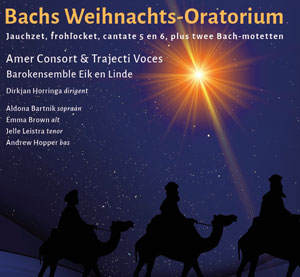 Bachs Weihnachts-Oratorium
Jauchzet, frohlocket, cantate 5 en 6, plus twee Bach-motetten
Amer Consort & Trajecti Voces
Barokensemble Eik en Linde
Dirkjan Horringa dirigent
Aldona Bartnik sopraan
Emma Brown alt
Jelle Leistra tenor
Andrew Hopper bas